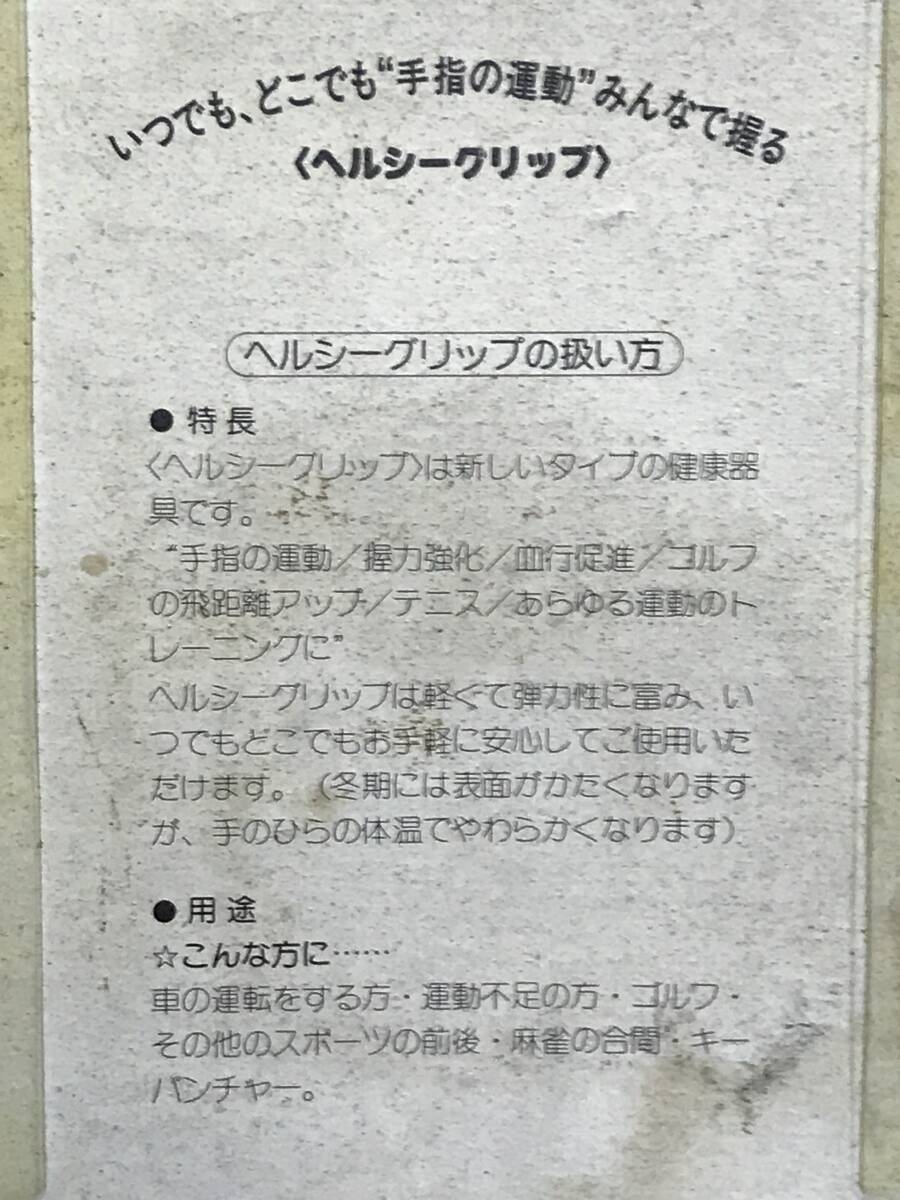 いつでも、どこでも“手指の運動”みんなで握る
〈ヘルシーグリップ〉
ヘルシーグリップの扱い方
● 特長
〈ヘルシーグリップ〉は新しいタイプの健康器
具です。
“手指の運動／握力強化／血行促進／ゴルフ
の飛距離アップ／テニス／あらゆる運動のト
レーニングに”
ヘルシーグリップは軽くて弾力性に富み、い
つでもどこでもお手軽に安心してご使用いた
だけます。（冬期には表面がかたくなります
が、手のひらの体温でやわらかくなります）
● 用途
☆こんな方に……
車の運転をする方・運動不足の方・ゴルフ・
その他のスポーツの前後・麻雀の合間・キー
パンチャー。